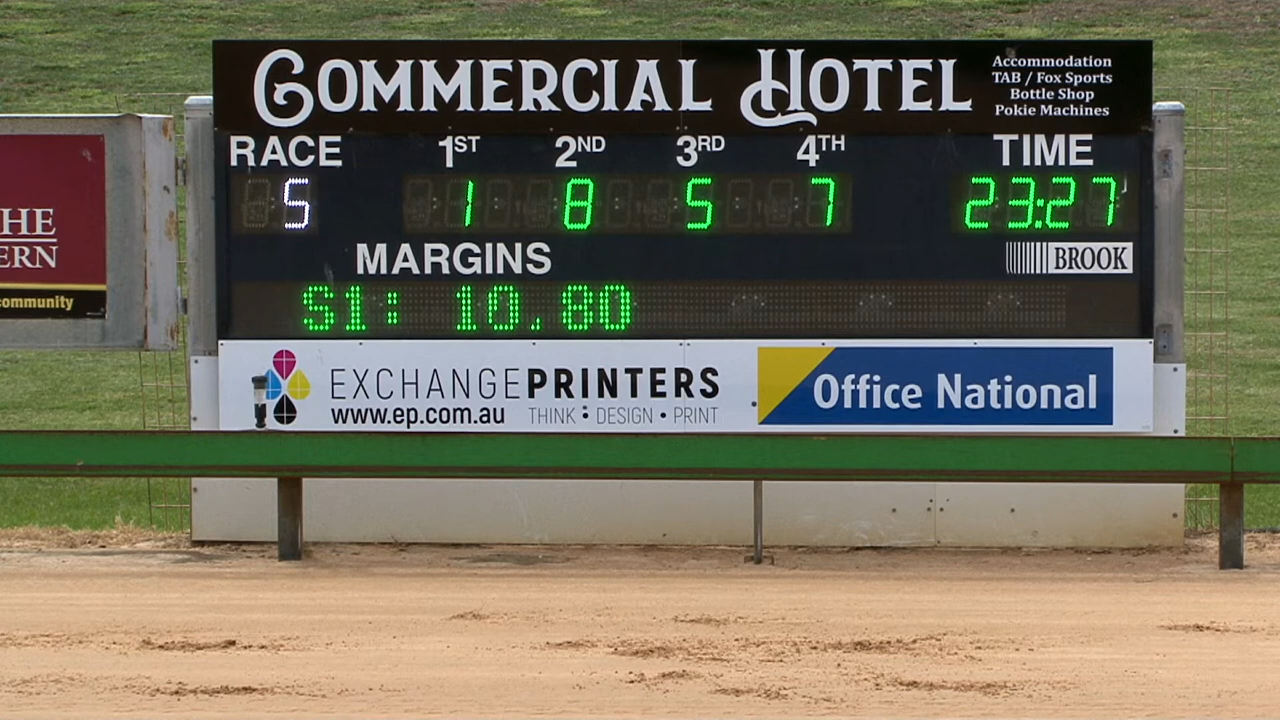 COMMERCIAL HOTEL
Accommodation
TAB / Fox Sports
Bottle Shop
Pokie Machines
RACE 1ST 2ND 3RD 4TH TIME
5 1 8 5 7 23:27
MARGINS
BROOK
S1: 10.80
THE
ERN
community
EXCHANGEPRINTERS
www.ep.com.au THINK • DESIGN • PRINT
Office National